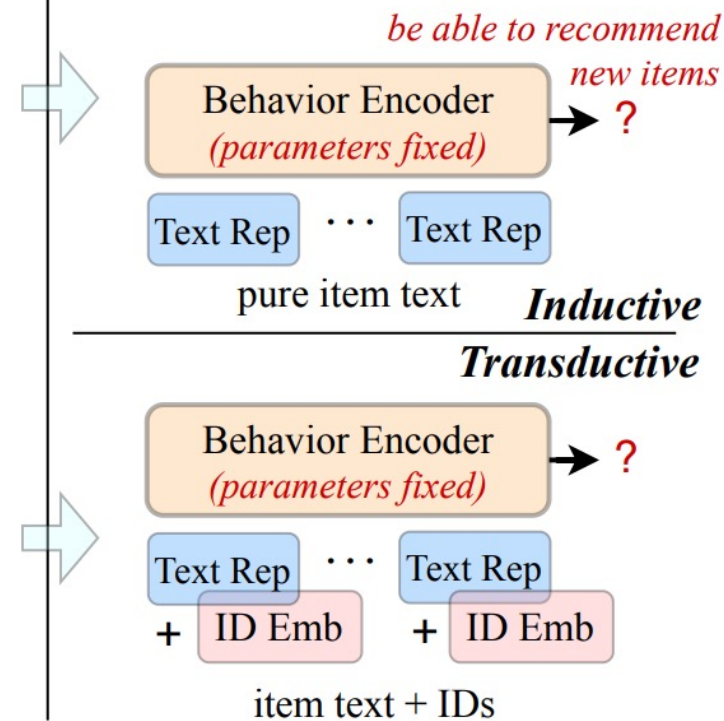 be able to recommend
new items
Behavior Encoder
(parameters fixed)
?
Text Rep ... Text Rep
pure item text
Inductive
Transductive
Behavior Encoder
(parameters fixed)
?
Text Rep ... Text Rep
+ ID Emb + ID Emb
item text + IDs